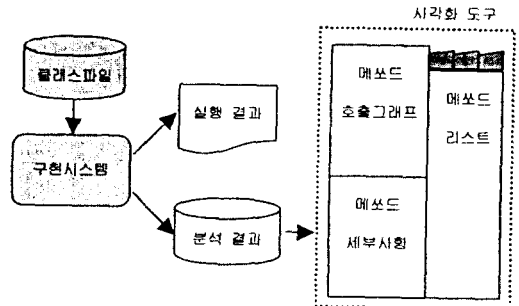 시각화 도구
클래스파일
구현시스템
실행 결과
분석 결과
메쏘드
호출그래프
메쏘드
리스트
메쏘드
세부사항